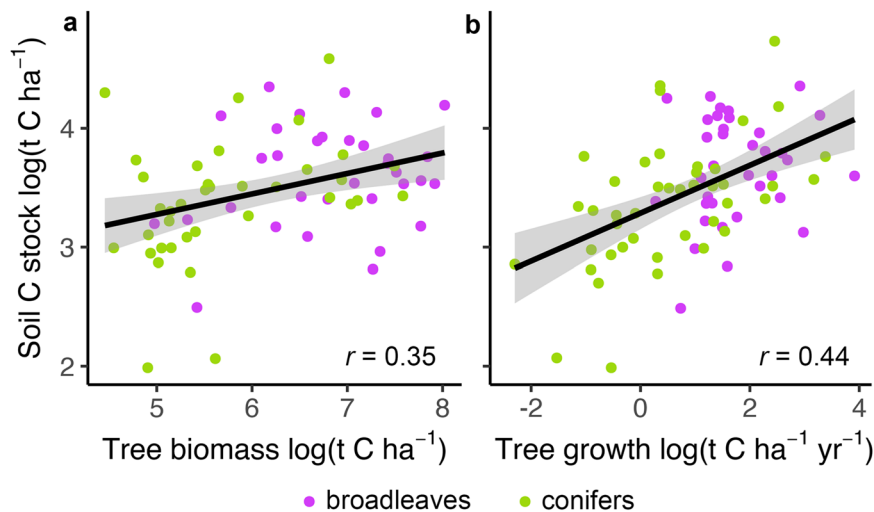 a
b
Soil C stock log(t C ha⁻¹)
4
3
2
r = 0.35
r = 0.44
5 6 7 8
-2 0 2 4
Tree biomass log(t C ha⁻¹)
Tree growth log(t C ha⁻¹ yr⁻¹)
broadleaves
conifers